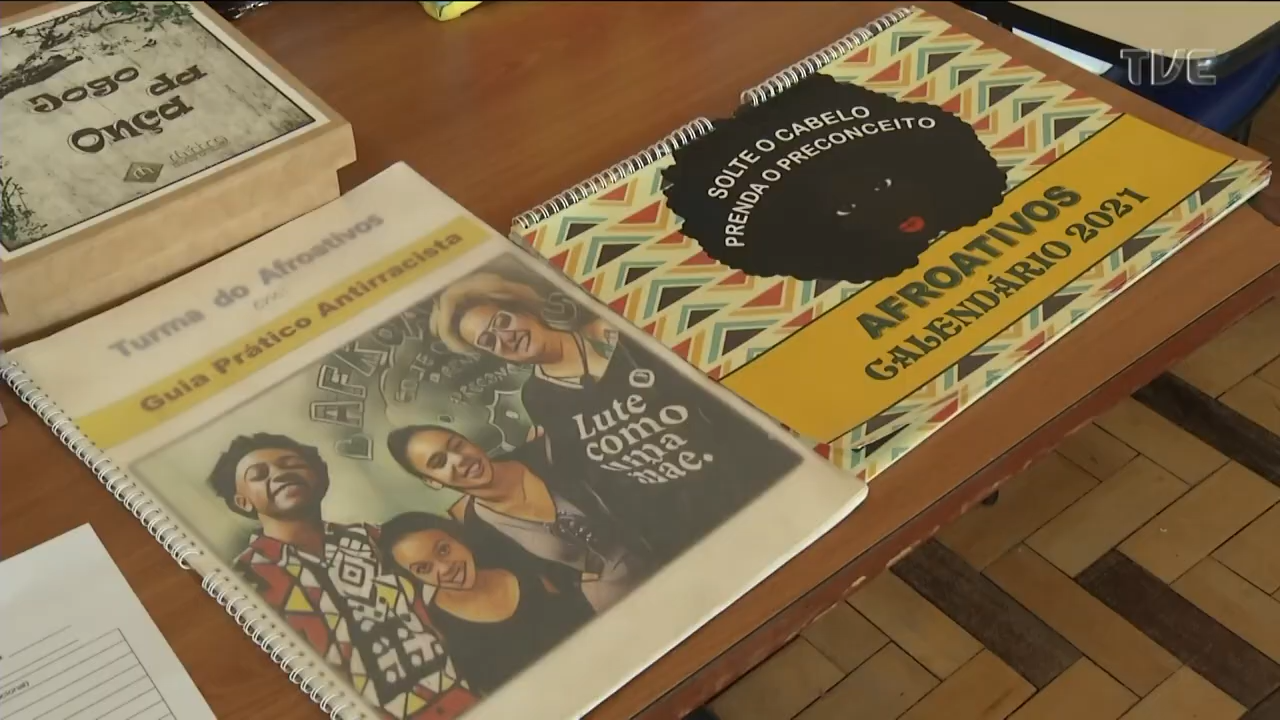 TVE
Jogo
da
Onça
SOLTE O CABELO
PRENDA O PRECONCEITO
AFROATIVOS
CALENDÁRIO 2021
Turma do Afroativos
Guia Prático Antirracista
Lute
como
uma
mãe.